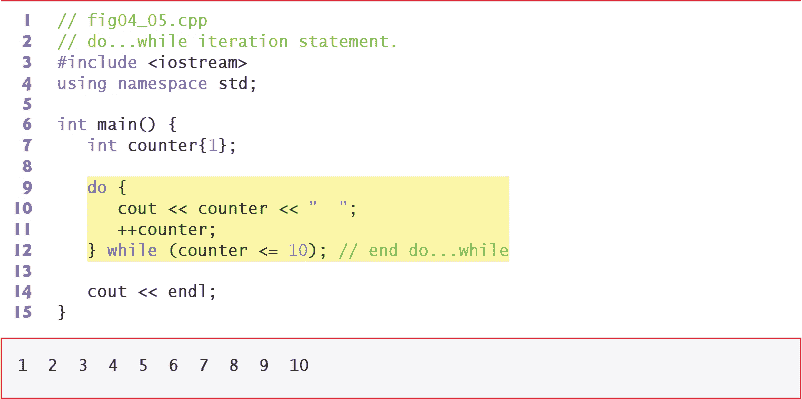 1 // fig04_05.cpp
2 // do...while iteration statement.
3 #include <iostream>
4 using namespace std;
5
6 int main() {
7    int counter{1};
8
9    do {
10      cout << counter << "  ";
11      ++counter;
12   } while (counter <= 10); // end do...while
13
14   cout << endl;
15 }
1  2  3  4  5  6  7  8  9  10